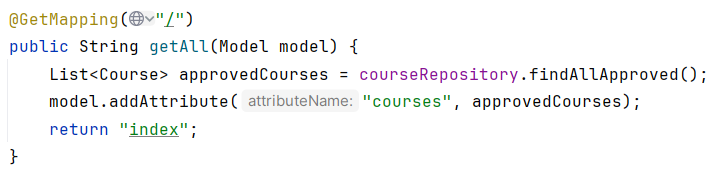 @GetMapping("/")
public String getAll(Model model) {
    List<Course> approvedCourses = courseRepository.findAllApproved();
    model.addAttribute( attributeName: "courses", approvedCourses);
    return "index";
}